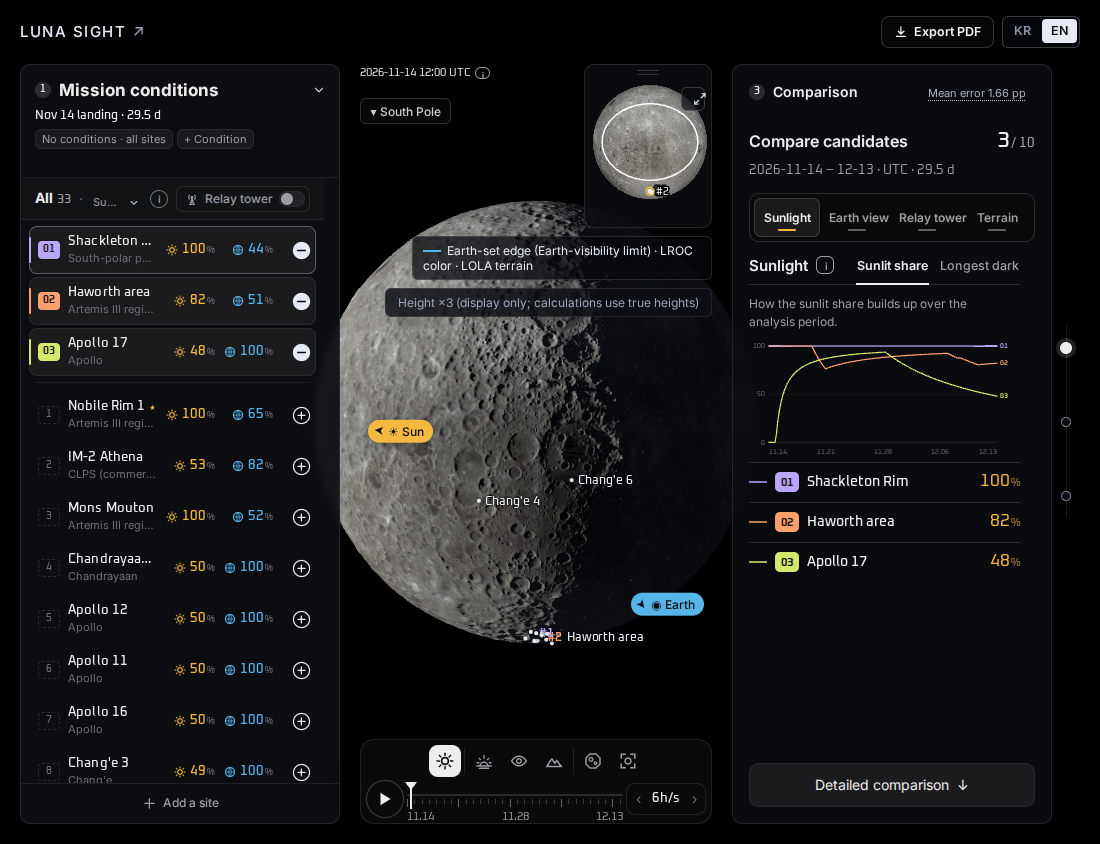 LUNA SIGHT ↗
Export PDF
KR EN
1 Mission conditions
Nov 14 landing · 29.5 d
No conditions · all sites + Condition
All 33 · Su... i Relay tower
01 Shackleton ... 100% 44%
South-polar p...
02 Haworth area 82% 51%
Artemis III regi...
03 Apollo 17 48% 100%
Apollo
1 Nobile Rim 1 ★ 100% 65%
Artemis III regi...
2 IM-2 Athena 53% 82%
CLPS (commer...
3 Mons Mouton 100% 52%
Artemis III regi...
4 Chandrayaa... 50% 100%
Chandrayaan
5 Apollo 12 50% 100%
Apollo
6 Apollo 11 50% 100%
Apollo
7 Apollo 16 50% 100%
Apollo
8 Chang'e 3 49% 100%
Chang'e
+ Add a site
2026-11-14 12:00 UTC i
▾ South Pole
#2
Earth-set edge (Earth-visibility limit) · LROC
color · LOLA terrain
Height ×3 (display only; calculations use true heights)
Sun
Chang'e 6
Chang'e 4
Earth
#1
#2 Haworth area
‹ 6h/s ›
11.14 11.28 12.13
3 Comparison Mean error 1.66 pp
Compare candidates 3 / 10
2026-11-14 – 12-13 · UTC · 29.5 d
Sunlight Earth view Relay tower Terrain
Sunlight i Sunlit share Longest dark
How the sunlit share builds up over the
analysis period.
100
50
0
01
02
03
11.14 11.21 11.28 12.06 12.13
01 Shackleton Rim 100%
02 Haworth area 82%
03 Apollo 17 48%
Detailed comparison ↓